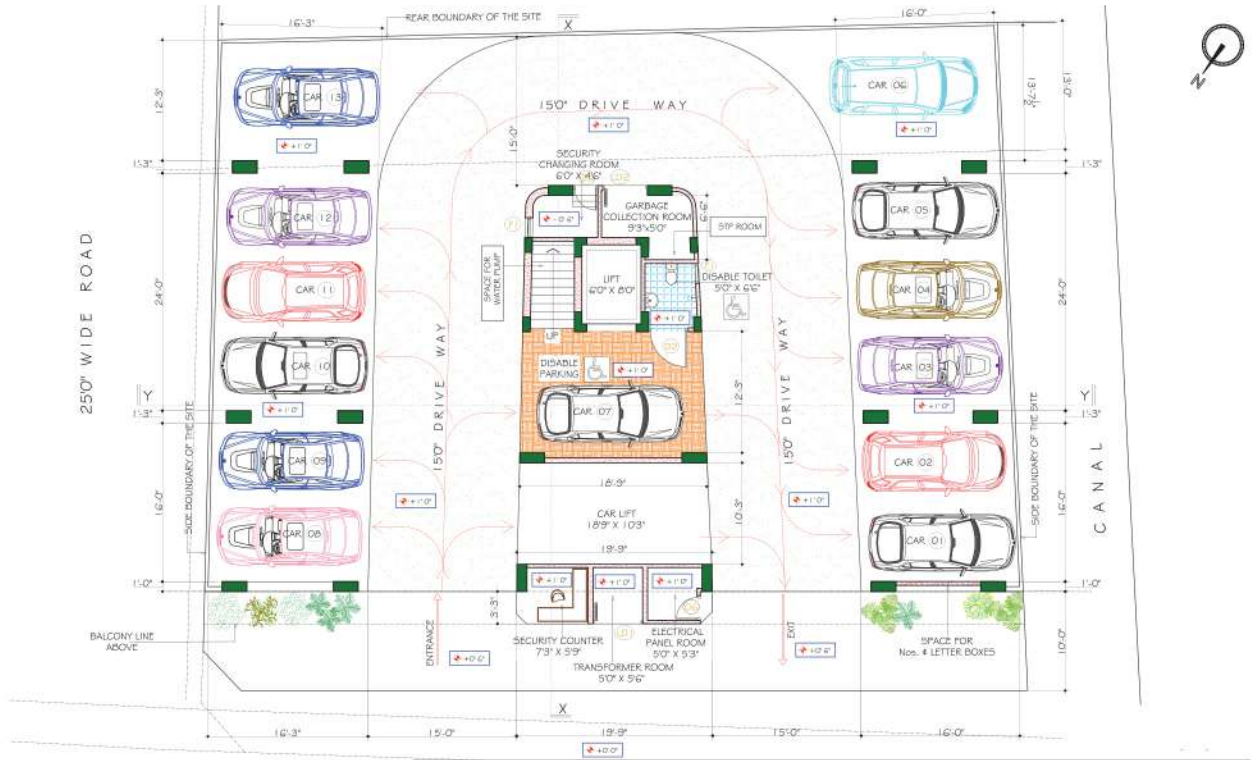 16'-3"
REAR BOUNDARY OF THE SITE
X
16'-0"
N
12'-3"
CAR 13
15'0" DRIVE WAY
CAR 06
13'-7½"
13'-0"
+1'0"
+1'0"
+1'0"
15'-0"
1'-3"
SECURITY
CHANGING ROOM
6'0" X 4'6"
1'-3"
CAR 12
-0'6"
GARBAGE
COLLECTION ROOM
9'3"x5'0"
STP ROOM
CAR 05
250" WIDE ROAD
24'-0"
CAR 11
SPACE FOR
WATER PUMP
LIFT
6'0" X 8'0"
DISABLE TOILET
5'0" X 6'6"
CAR 04
24'-0"
+1'0"
UP
D2
15'0" DRIVE WAY
15'0" DRIVE WAY
CAR 10
DISABLE
PARKING
+1'0"
CAR 03
Y
+1'0"
12'-3"
+1'0"
Y
1'-3"
CAR 07
1'-3"
SIDE BOUNDARY OF THE SITE
CAR 09
CAR 02
SIDE BOUNDARY OF THE SITE
CANAL
16'-0"
+1'0"
18'-9"
+1'0"
16'-0"
CAR 08
CAR LIFT
18'9" X 10'3"
10'-3"
CAR 01
19'-9"
1'-0"
+1'0"
+1'0"
+1'0"
1'-0"
3'-3"
BALCONY LINE
ABOVE
ENTRANCE
+0'6"
SECURITY COUNTER
7'3" X 5'9"
ELECTRICAL
PANEL ROOM
5'0" X 5'3"
TRANSFORMER ROOM
5'0" X 5'6"
EXIT
+0'6"
SPACE FOR
Nos. & LETTER BOXES
10'-0"
X
16'-3"
15'-0"
19'-9"
15'-0"
16'-0"
+0'0"